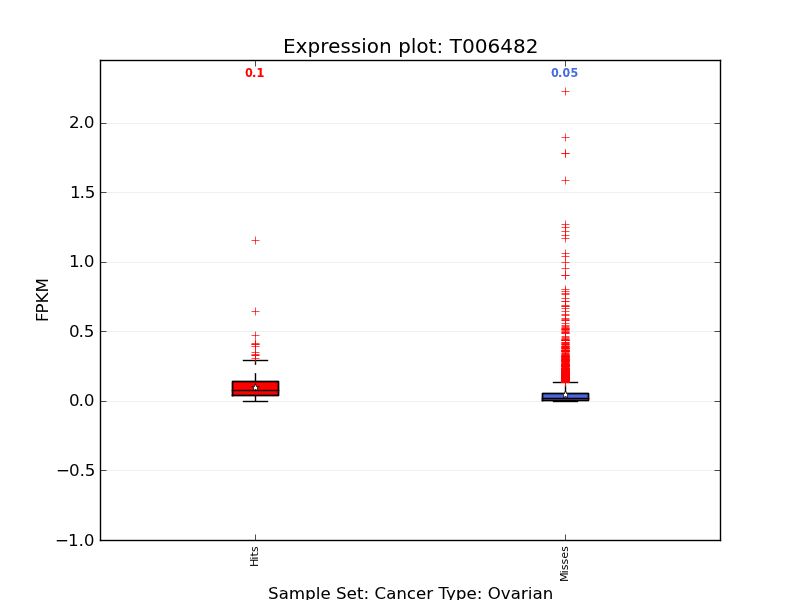 Expression plot: T006482
0.1
0.05
2.0
1.5
1.0
0.5
0.0
−0.5
−1.0
FPKM
Hits
Misses
Sample Set: Cancer Type: Ovarian